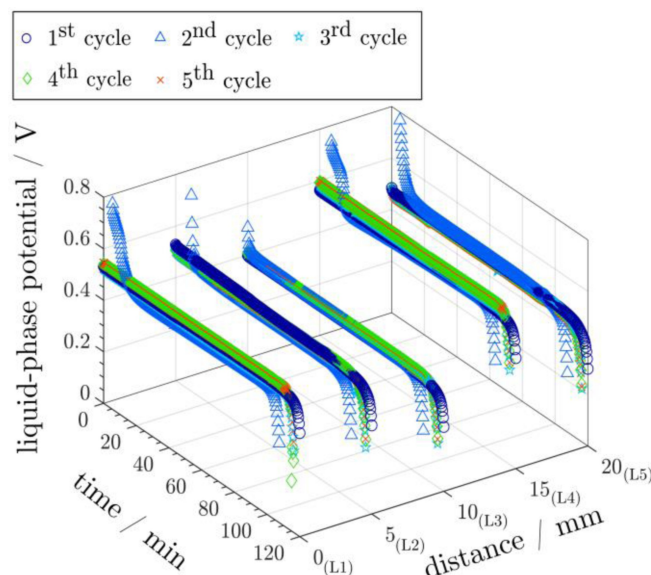 1st cycle 2nd cycle 3rd cycle
4th cycle 5th cycle
liquid-phase potential / V
0.8
0.6
0.4
0.2
0
0
20
40
60
80
100
120
time / min
0(L1)
5(L2)
10(L3)
15(L4)
20(L5)
distance / mm